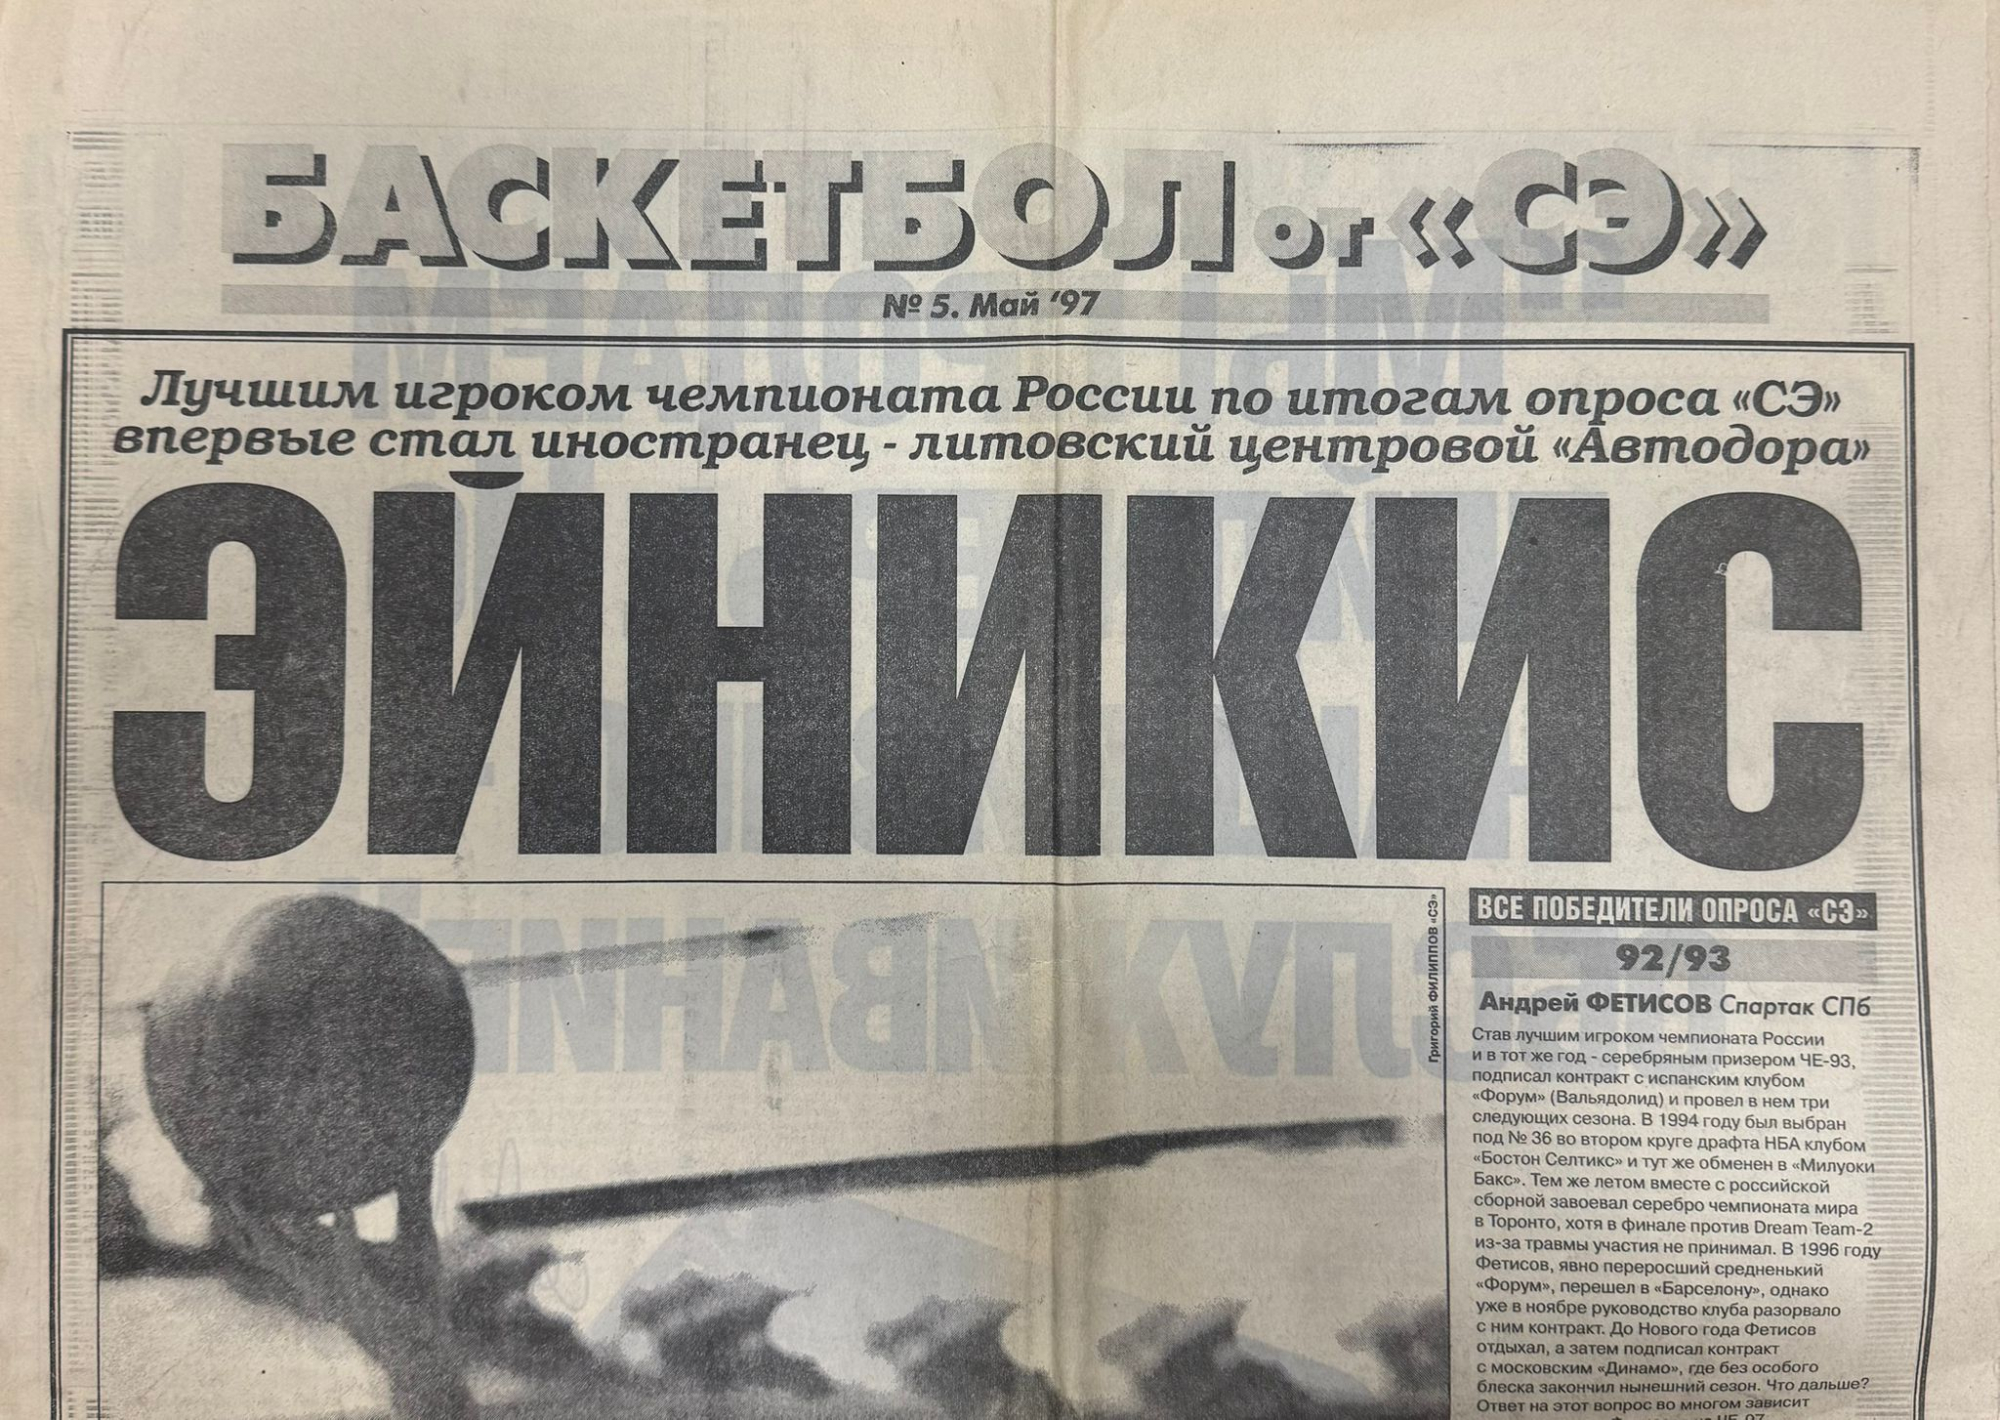 БАСКЕТБОЛ от «СЭ»
№ 5. Май ‘97
Лучшим игроком чемпионата России по итогам опроса «СЭ»
впервые стал иностранец - литовский центровой «Автодора»
ЭЙНИКИС
Григорий ФИЛИППОВ «СЭ»
ВСЕ ПОБЕДИТЕЛИ ОПРОСА «СЭ»
92/93
Андрей ФЕТИСОВ Спартак СПб
Став лучшим игроком чемпионата России
и в тот же год - серебряным призером ЧЕ-93,
подписал контракт с испанским клубом
«Форум» (Вальядолид) и провел в нем три
следующих сезона. В 1994 году был выбран
под № 36 во втором круге драфта НБА клубом
«Бостон Селтикс» и тут же обменен в «Милуоки
Бакс». Тем же летом вместе с российской
сборной завоевал серебро чемпионата мира
в Торонто, хотя в финале против Dream Team-2
из-за травмы участия не принимал. В 1996 году
Фетисов, явно переросший средненький
«Форум», перешел в «Барселону», однако
уже в ноябре руководство клуба разорвало
с ним контракт. До Нового года Фетисов
отдыхал, а затем подписал контракт
с московским «Динамо», где без особого
блеска закончил нынешний сезон. Что дальше?
Ответ на этот вопрос во многом зависит